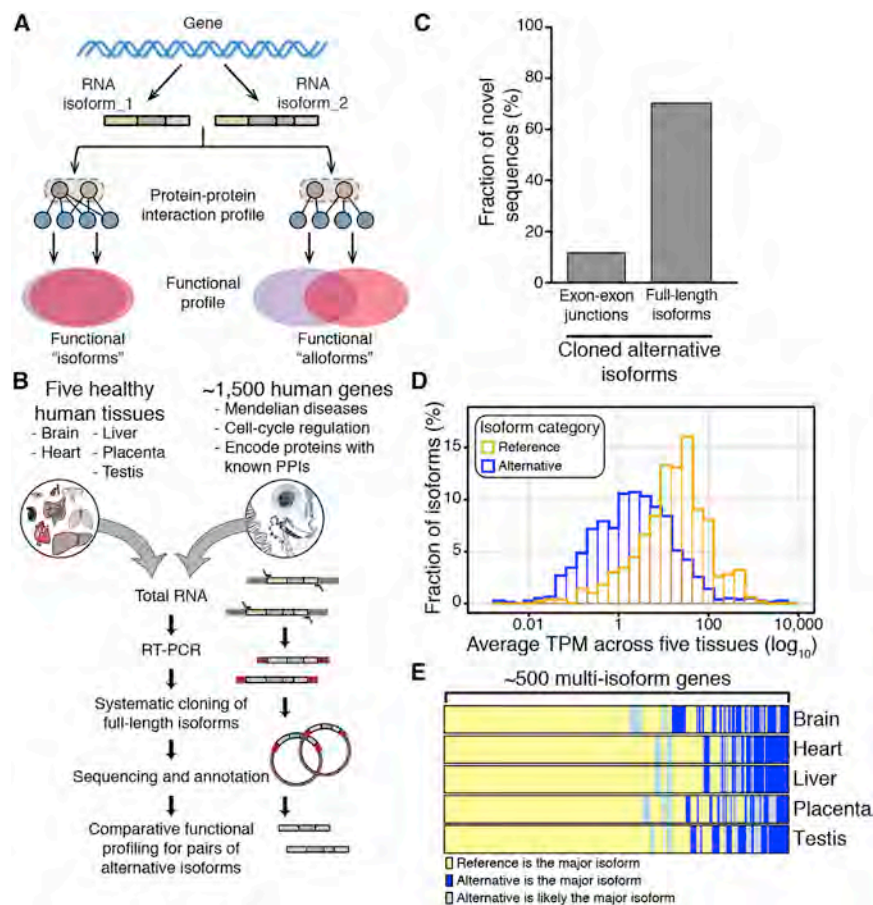 A
Gene
RNA
isoform_1
RNA
isoform_2
Protein-protein
interaction profile
Functional
profile
Functional
"isoforms"
Functional
"alloforms"
B
Five healthy
human tissues
- Brain - Liver
- Heart - Placenta
- Testis
~1,500 human genes
- Mendelian diseases
- Cell-cycle regulation
- Encode proteins with
known PPIs
Total RNA
RT-PCR
Systematic cloning of
full-length isoforms
Sequencing and annotation
Comparative functional
profiling for pairs of
alternative isoforms
C
Fraction of novel
sequences (%)
100
80
60
40
20
0
Exon-exon
junctions
Full-length
isoforms
Cloned alternative
isoforms
D
Fraction of isoforms (%)
15
10
5
0
Isoform category
Reference
Alternative
0.01 1 100 10,000
Average TPM across five tissues (log10)
E
~500 multi-isoform genes
Brain
Heart
Liver
Placenta
Testis
Reference is the major isoform
Alternative is the major isoform
Alternative is likely the major isoform